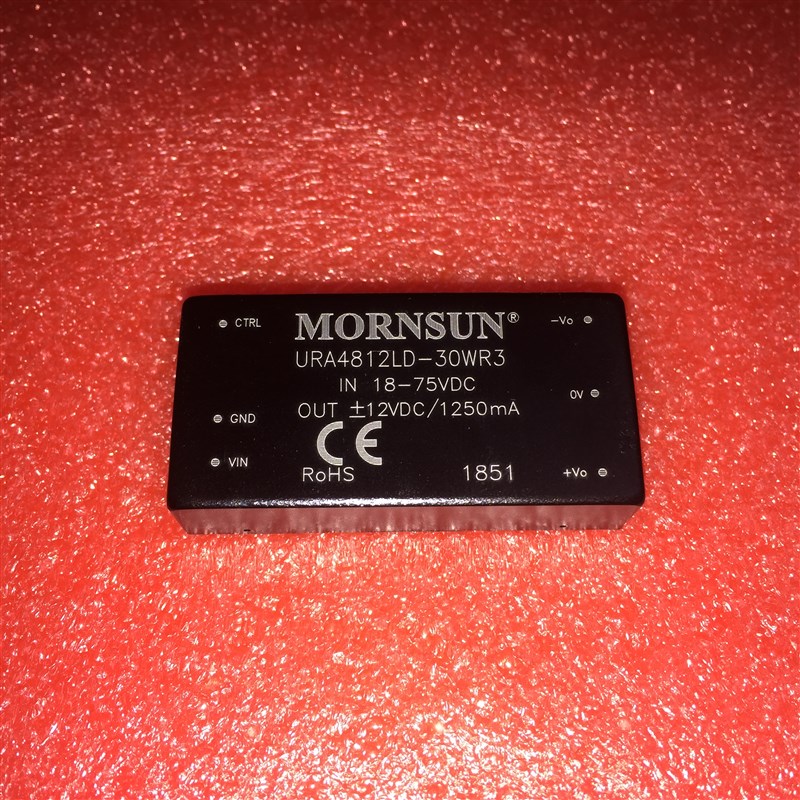 CTRL
MORNSUN®
-Vo
URA4812LD-30WR3
IN 18-75VDC
0V
OUT ±12VDC/1250mA
GND
CE
VIN
RoHS
1851
+Vo